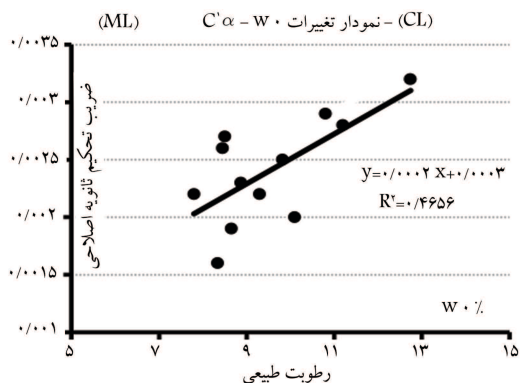 (CL) – نمودار تغییرات C'α – w۰ (ML)
۰/۰۰۳۵
۰/۰۰۳
۰/۰۰۲۵
۰/۰۰۲
۰/۰۰۱۵
۰/۰۰۱
ضریب تحکیم ثانویه اصلاحی
y=۰/۰۰۰۲ x+۰/۰۰۰۳
R²=۰/۴۶۵۶
w۰٪
۵ ۷ ۹ ۱۱ ۱۳ ۱۵
رطوبت طبیعی